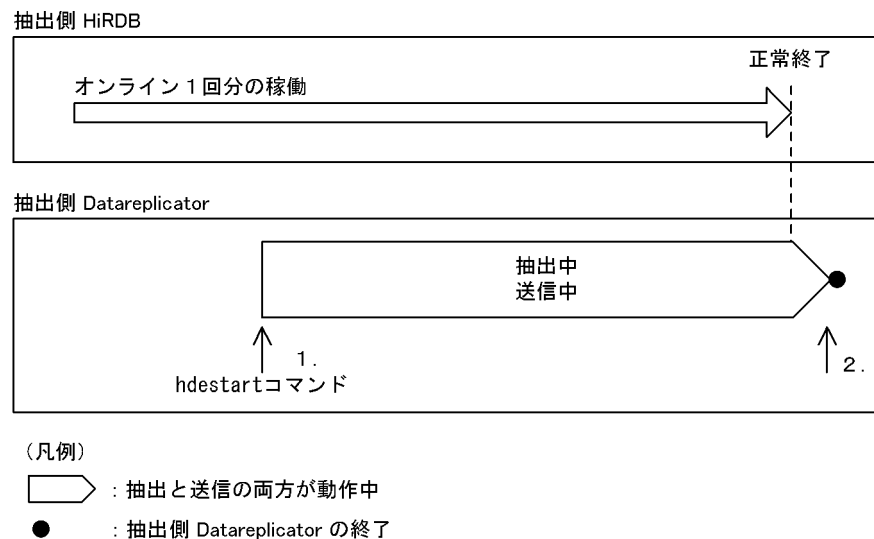 抽出側 HiRDB
正常終了
オンライン1回分の稼働
抽出側 Datareplicator
抽出中
送信中
1.
hdestartコマンド
2.
(凡例)
:抽出と送信の両方が動作中
:抽出側 Datareplicator の終了